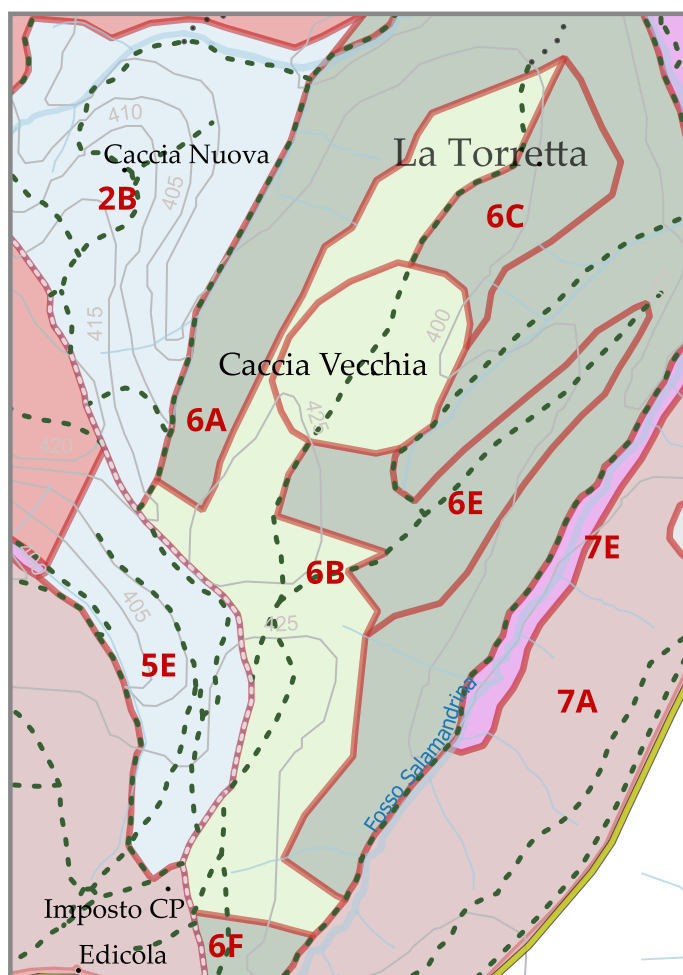 410
Caccia Nuova
La Torretta
2B
405
6C
415
400
Caccia Vecchia
6A
425
420
6E
7E
6B
405
425
5E
7A
Fosso Salamandrina
Imposto CP
6F
Edicola